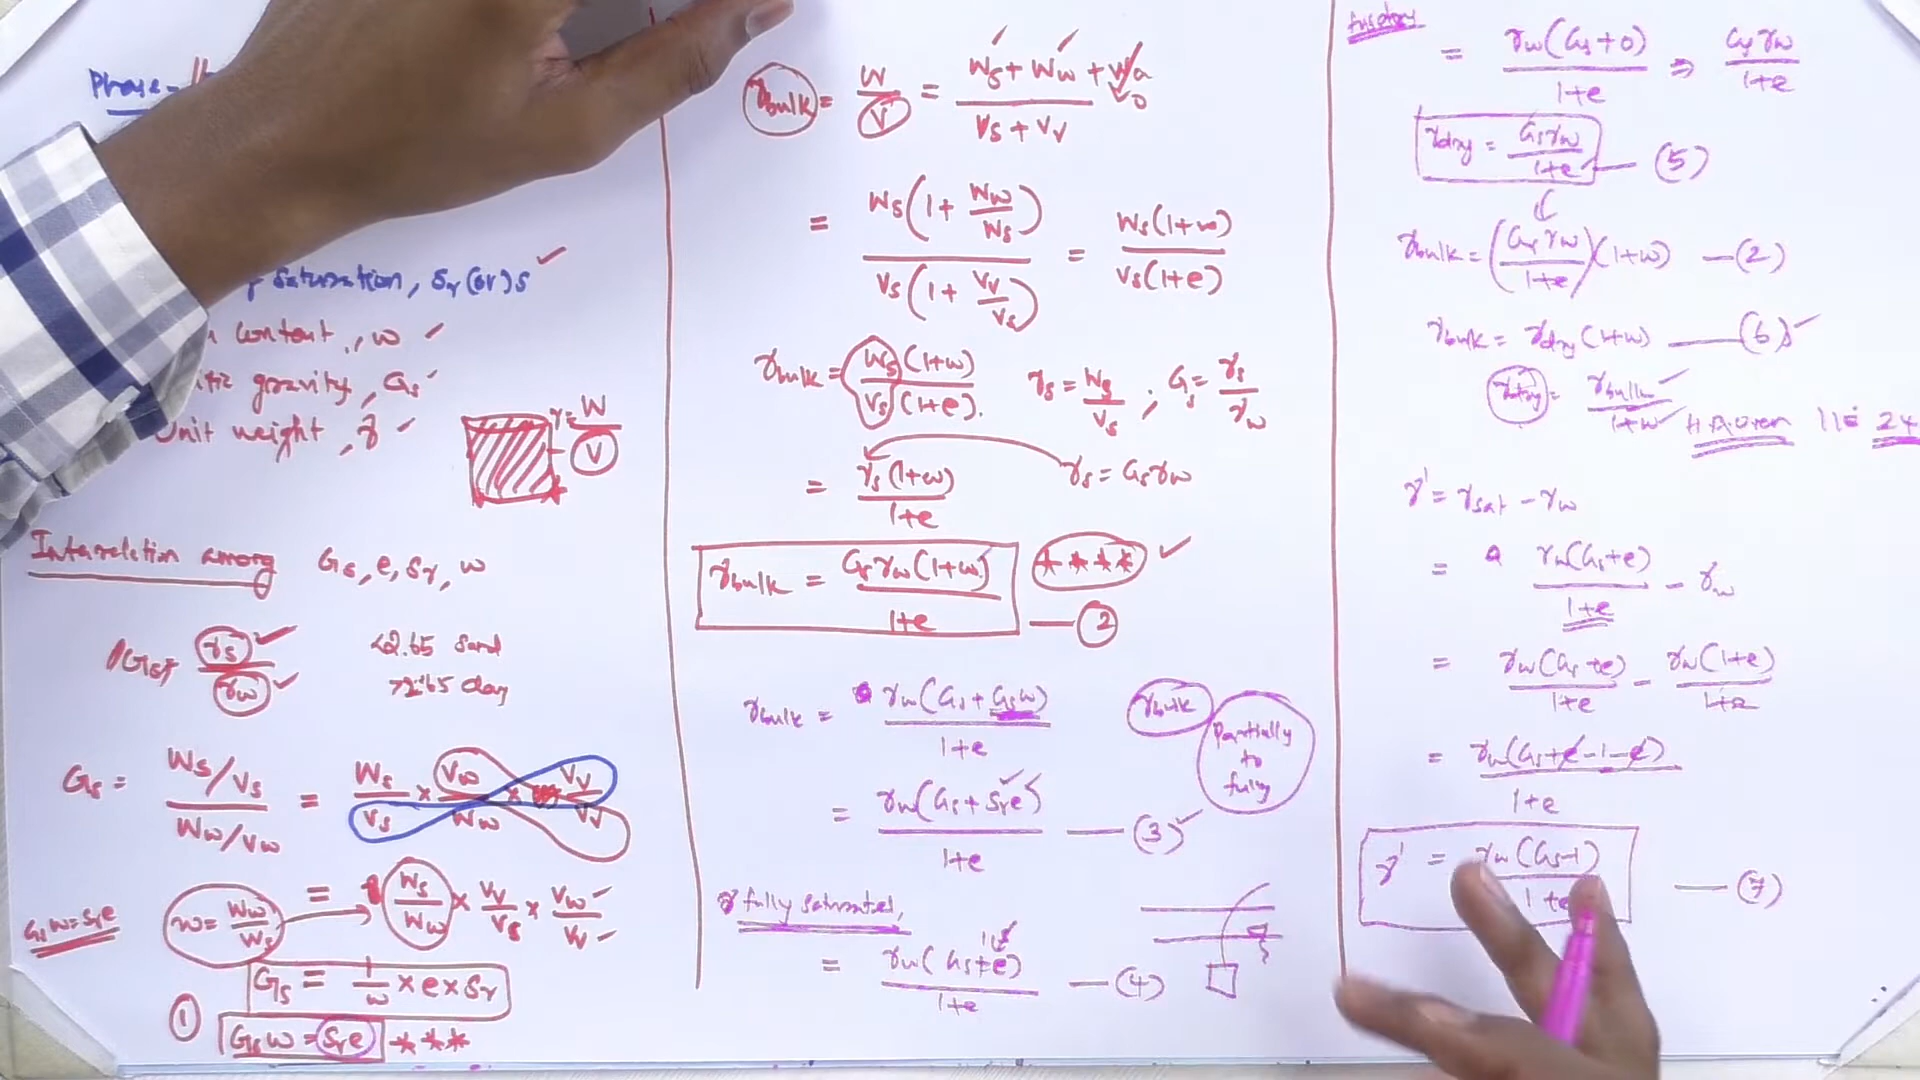 Phase -
saturation, Sr (or) S
content, w
gravity, Gs
Unit weight, γ
γ = W/V
Interrelation among Gs, e, Sr, w
Gs = γs/γw
<2.65 Sand
>2.65 clay
Gs = (Ws/Vs)/(Ww/Vw) = Ws/Vs × Vw/Ww × Vv/Vv
w = Ww/Ws
= Ws/Ww × Vv/Vs × Vw/Vv
Gsw = Sre
Gs = 1/w × e × Sr
① Gsw = Sre ***
γbulk = W/V = (Ws + Ww + Wa)/(Vs + Vv)
0
= Ws(1 + Ww/Ws)/Vs(1 + Vv/Vs) = Ws(1+w)/Vs(1+e)
γbulk = Ws(1+w)/Vs(1+e). γs = Ws/Vs ; Gs = γs/γw
= γs(1+w)/1+e γs = Gsγw
γbulk = Gsγw(1+w)/1+e **** — ②
γbulk = γw(Gs + Gsw)/1+e
γbulk
Partially
to
fully
= γw(Gs + Sre)/1+e — (3)
γ fully saturated,
= γw(Gs+e)/1+e — (4)
= γw(Gs+0)/1+e ⇒ Gsγw/1+e
γdry = Gsγw/1+e — (5)
γbulk = (Gsγw/1+e)(1+w) — (2)
γbulk = γdry(1+w) — (6)
γdry = γbulk/1+w H.A.Oven 110 24
γ' = γsat - γw
= γw(Gs+e)/1+e - γw
= γw(Gs+e)/1+e - γw(1+e)/1+e
= γw(Gs+e-1-e)/1+e
γ' = γw(Gs-1)/1+e — (7)